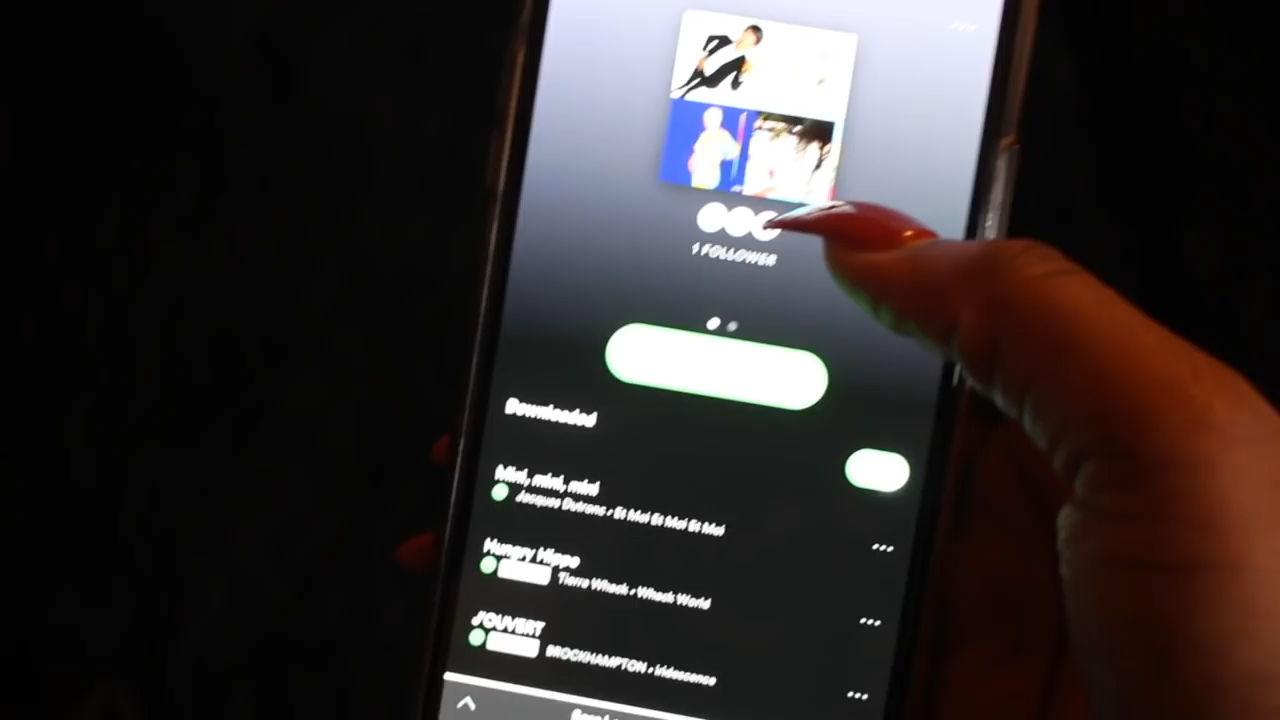 1 FOLLOWER
Downloaded
Mini, mini, mini
Jacques Dutronc • Et Moi Et Moi Et Moi
Hungry Hippo
Tierra Whack • Whack World
J'OUVERT
BROCKHAMPTON • iridescence